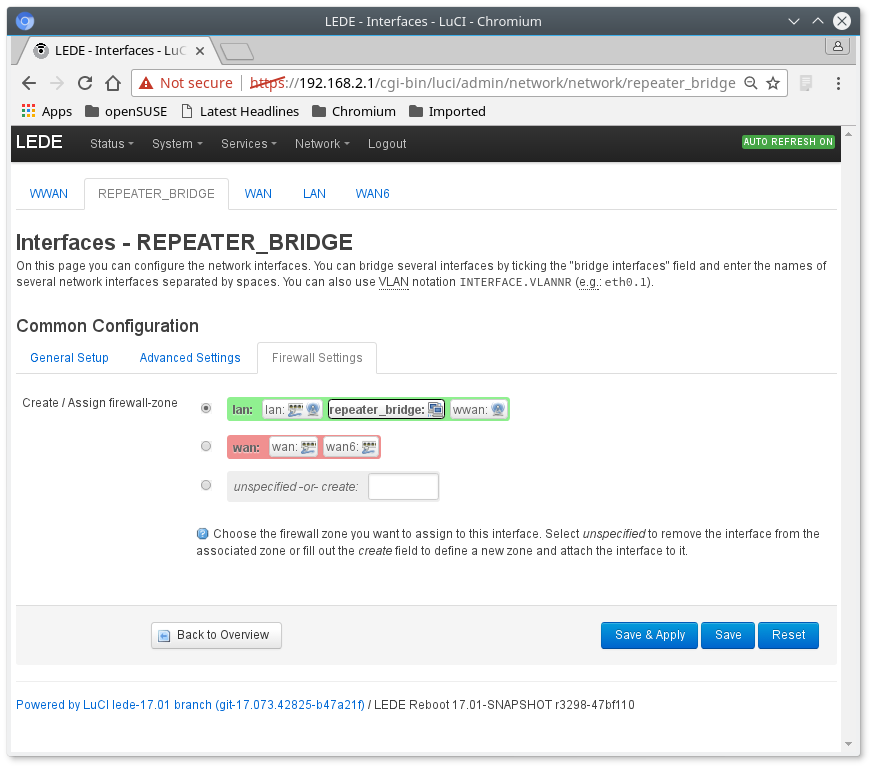 LEDE - Interfaces - LuCI - Chromium
LEDE - Interfaces - LuC
Not secure https://192.168.2.1/cgi-bin/luci/admin/network/network/repeater_bridge
Apps openSUSE Latest Headlines Chromium Imported
LEDE Status System Services Network Logout AUTO REFRESH ON
WWAN REPEATER_BRIDGE WAN LAN WAN6
Interfaces - REPEATER_BRIDGE
On this page you can configure the network interfaces. You can bridge several interfaces by ticking the "bridge interfaces" field and enter the names of
several network interfaces separated by spaces. You can also use VLAN notation INTERFACE.VLANNR (e.g.: eth0.1).
Common Configuration
General Setup Advanced Settings Firewall Settings
Create / Assign firewall-zone
lan: lan: repeater_bridge: wwan:
wan: wan: wan6:
unspecified -or- create:
Choose the firewall zone you want to assign to this interface. Select unspecified to remove the interface from the
associated zone or fill out the create field to define a new zone and attach the interface to it.
Back to Overview Save & Apply Save Reset
Powered by LuCI lede-17.01 branch (git-17.073.42825-b47a21f) / LEDE Reboot 17.01-SNAPSHOT r3298-47bf110